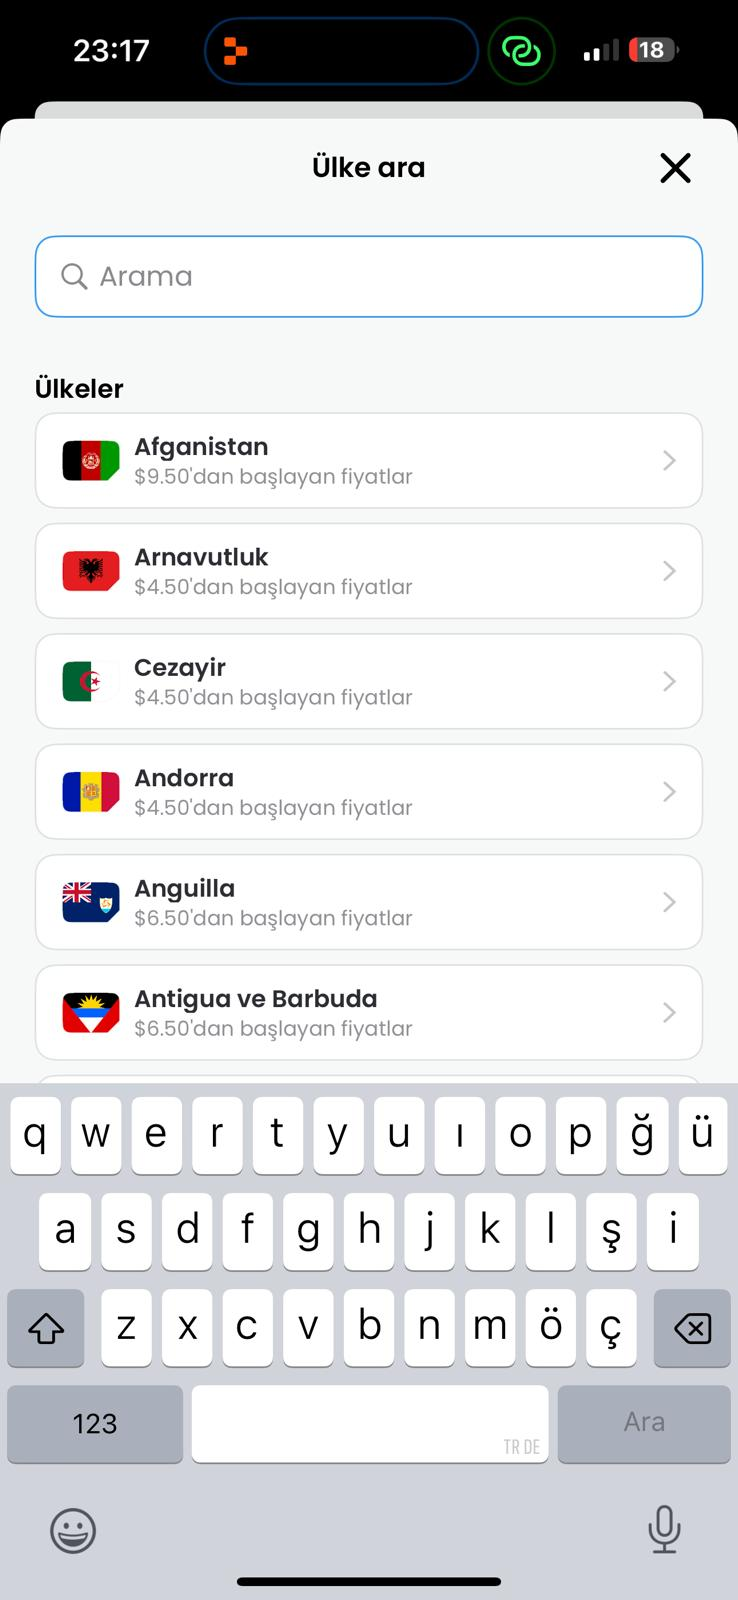 23:17
18
Ülke ara
Arama
Ülkeler
Afganistan
$9.50'dan başlayan fiyatlar
Arnavutluk
$4.50'dan başlayan fiyatlar
Cezayir
$4.50'dan başlayan fiyatlar
Andorra
$4.50'dan başlayan fiyatlar
Anguilla
$6.50'dan başlayan fiyatlar
Antigua ve Barbuda
$6.50'dan başlayan fiyatlar
q w e r t y u ı o p ğ ü
a s d f g h j k l ş i
z x c v b n m ö ç
123 TR DE Ara